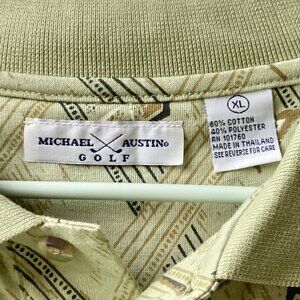 MICHAEL AUSTIN®
GOLF
XL
60% COTTON
40% POLYESTER
RN 101760
MADE IN THAILAND
SEE REVERSE FOR CARE